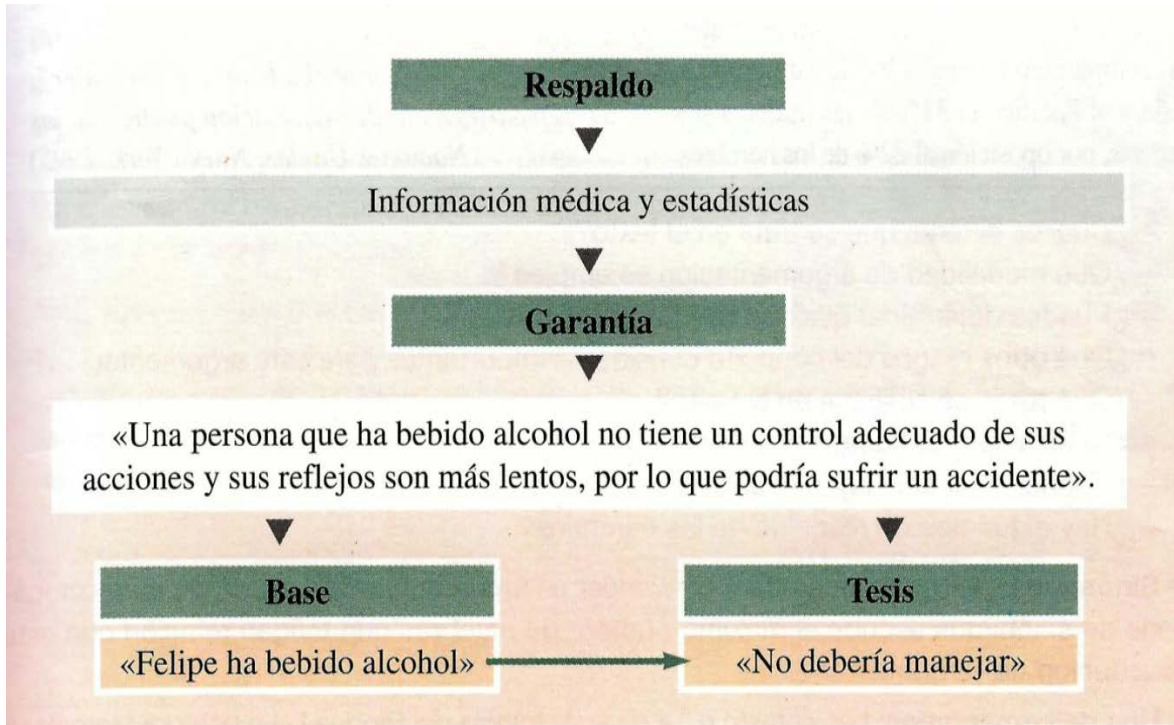 Respaldo
Información médica y estadísticas
Garantía
«Una persona que ha bebido alcohol no tiene un control adecuado de sus
acciones y sus reflejos son más lentos, por lo que podría sufrir un accidente».
Base
Tesis
«Felipe ha bebido alcohol»
«No debería manejar»